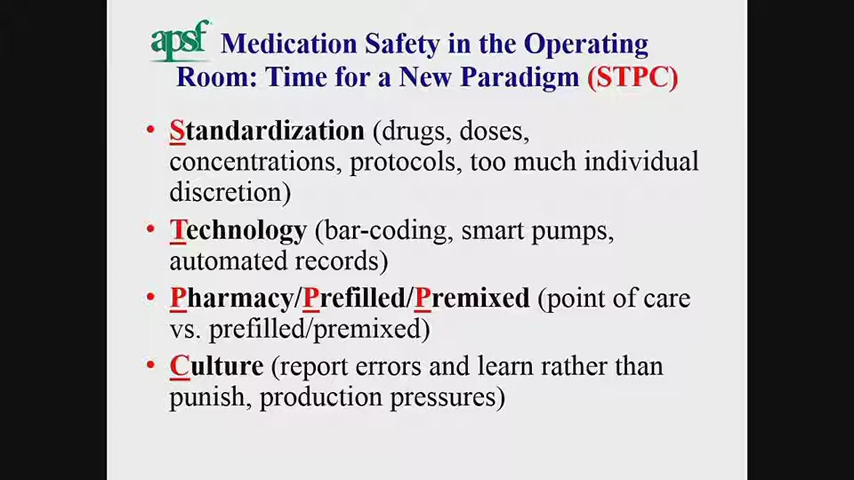 apsf Medication Safety in the Operating
Room: Time for a New Paradigm (STPC)
• Standardization (drugs, doses,
concentrations, protocols, too much individual
discretion)
• Technology (bar-coding, smart pumps,
automated records)
• Pharmacy/Prefilled/Premixed (point of care
vs. prefilled/premixed)
• Culture (report errors and learn rather than
punish, production pressures)